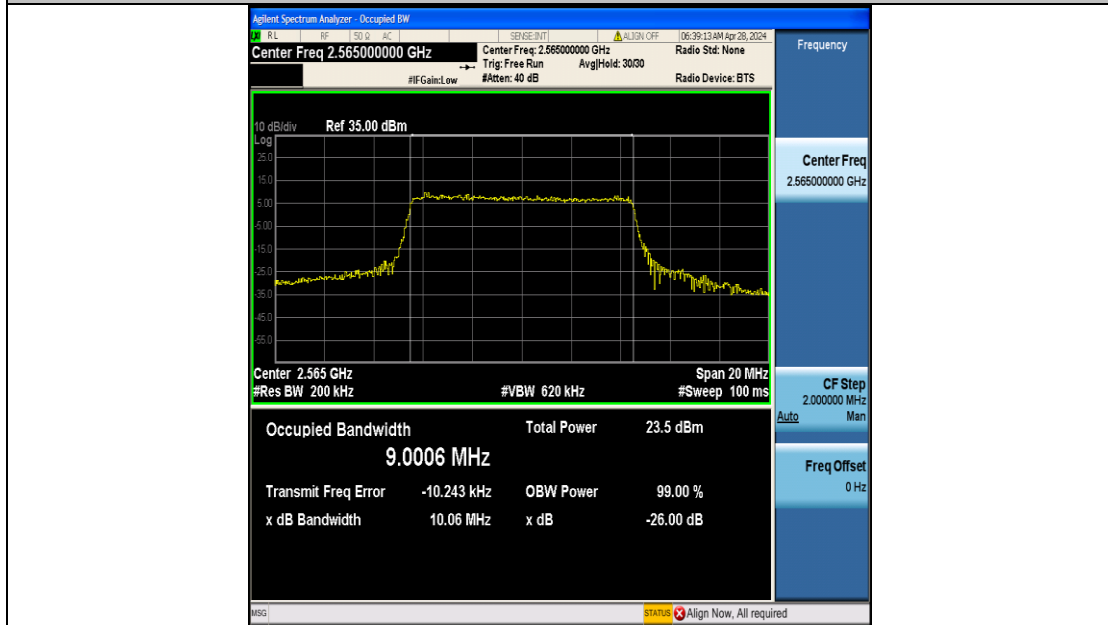 Agilent Spectrum Analyzer - Occupied BW
RL RF 50 Ω AC SENSE:INT ALIGN OFF 06:39:13 AM Apr 28, 2024
Center Freq 2.565000000 GHz
Center Freq: 2.565000000 GHz
Radio Std: None
Trig: Free Run Avg|Hold: 30/30
#IFGain:Low
#Atten: 40 dB
Radio Device: BTS
10 dB/div Ref 35.00 dBm
Log
25.0
15.0
5.00
-5.00
-15.0
-25.0
-35.0
-45.0
-55.0
Center 2.565 GHz Span 20 MHz
#Res BW 200 kHz #VBW 620 kHz #Sweep 100 ms
Occupied Bandwidth Total Power 23.5 dBm
9.0006 MHz
Transmit Freq Error -10.243 kHz OBW Power 99.00 %
x dB Bandwidth 10.06 MHz x dB -26.00 dB
Frequency
Center Freq
2.565000000 GHz
CF Step
2.000000 MHz
Auto Man
Freq Offset
0 Hz
MSG STATUS Align Now, All required